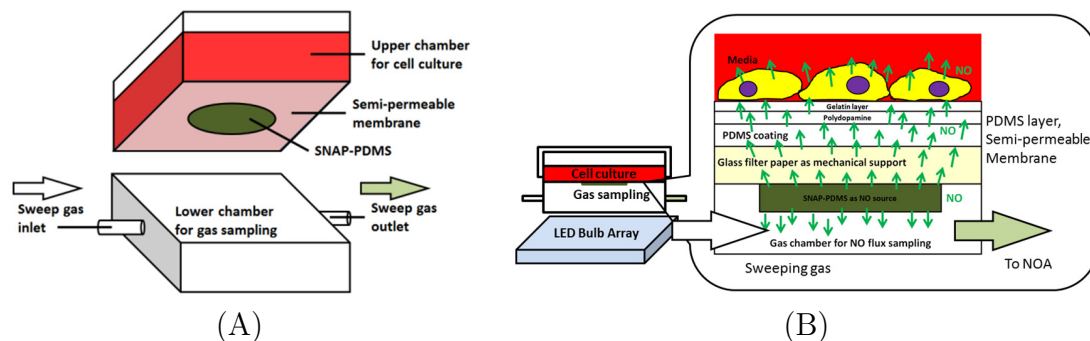 Upper chamber
for cell culture
Semi-permeable
membrane
SNAP-PDMS
Sweep gas
inlet
Lower chamber
for gas sampling
Sweep gas
outlet
(A)
Media
NO
Gelatin layer
Polydopamine
PDMS coating
NO
Glass filter paper as mechanical support
SNAP-PDMS as NO source
NO
Gas chamber for NO flux sampling
PDMS layer,
Semi-permeable
Membrane
Cell culture
Gas sampling
LED Bulb Array
Sweeping gas
To NOA
(B)